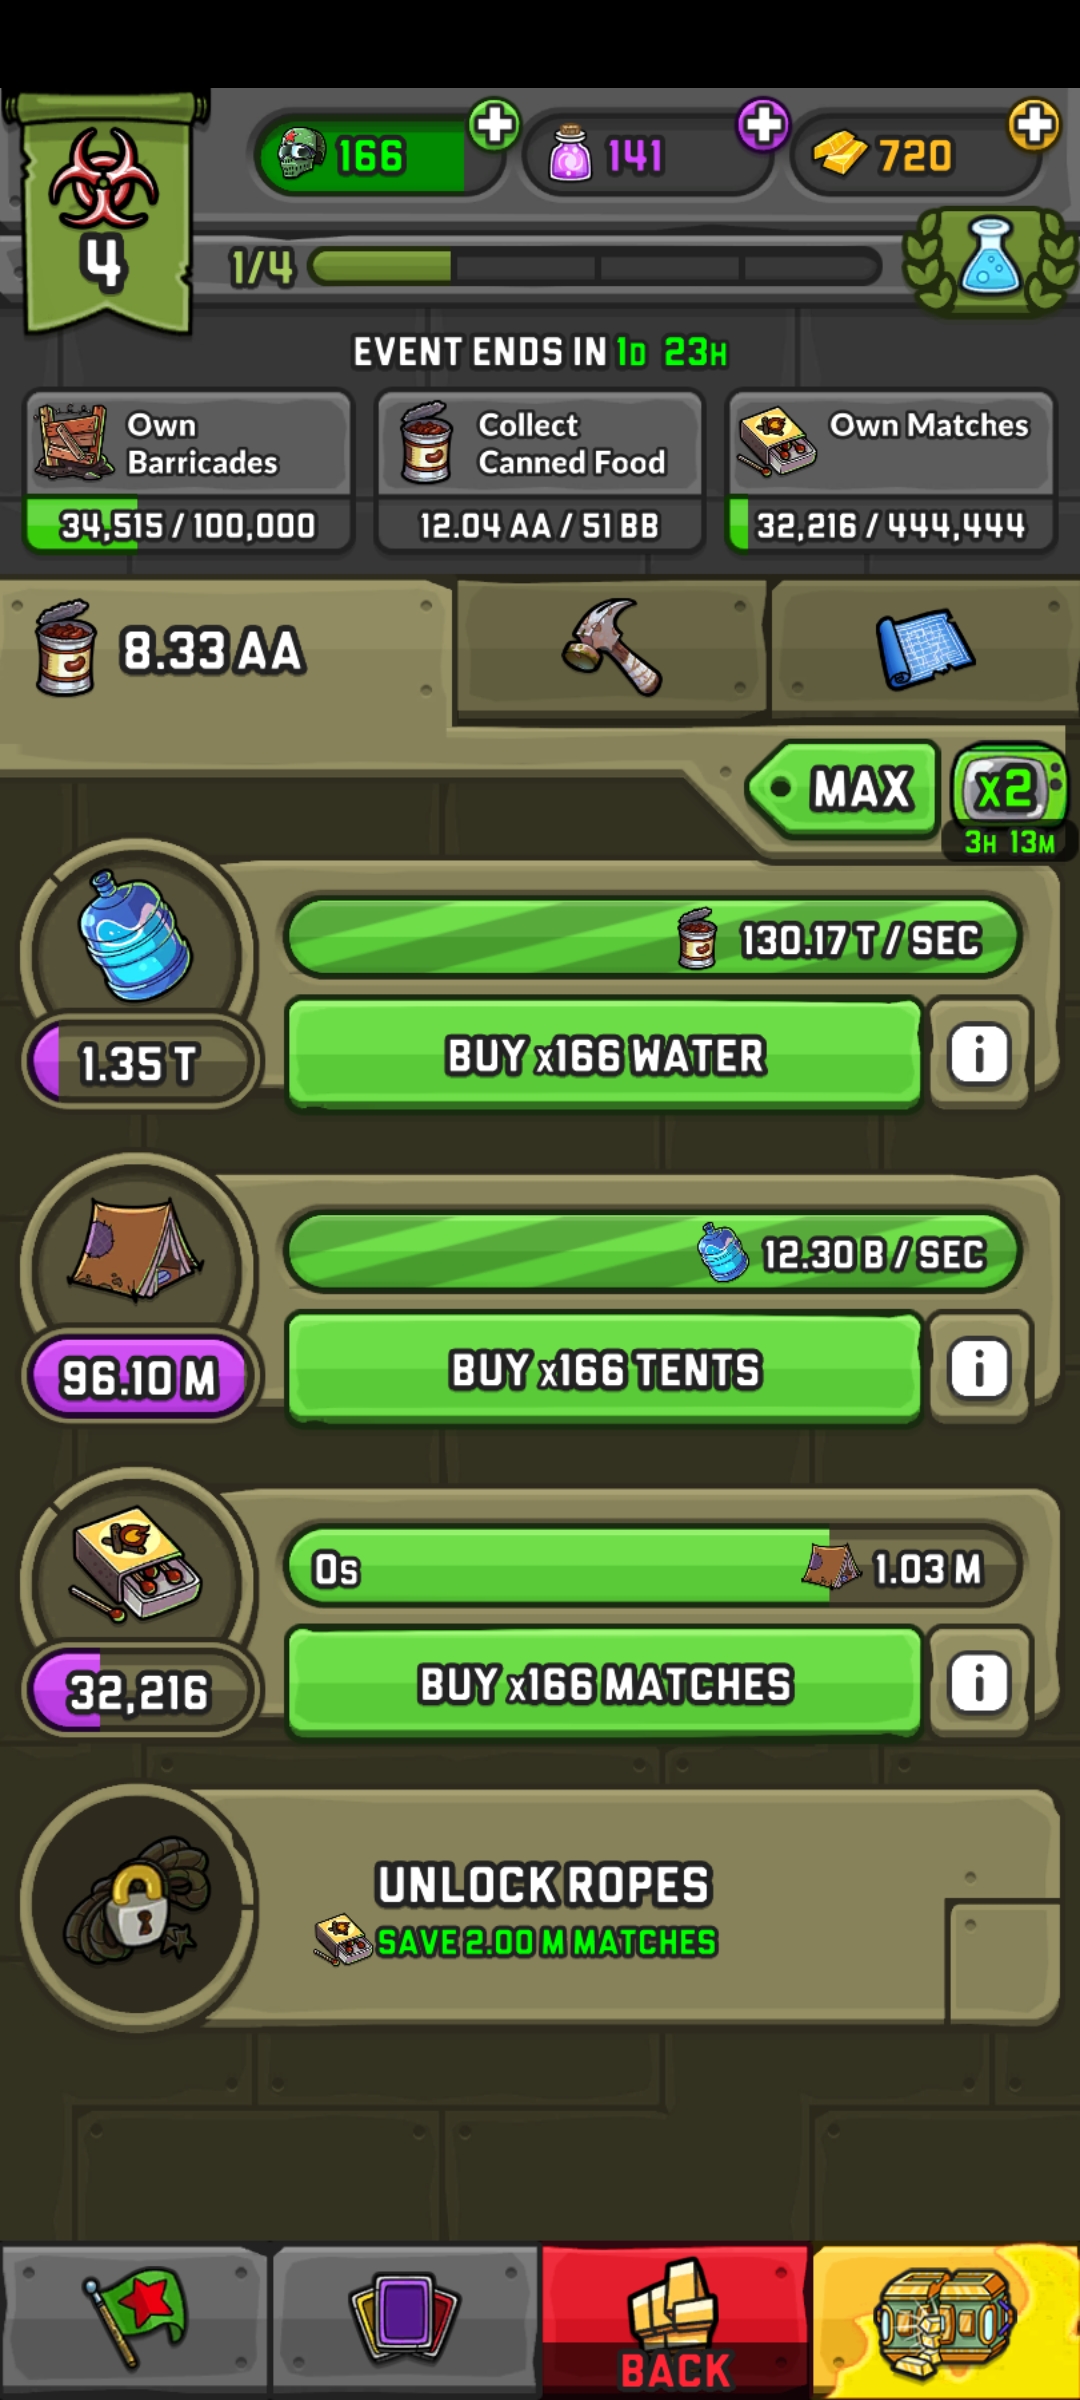 166
141
720
4
1/4
EVENT ENDS IN 1D 23H
Own
Barricades
34,515 / 100,000
Collect
Canned Food
12.04 AA / 51 BB
Own Matches
32,216 / 444,444
8.33 AA
MAX
x2
3H 13M
130.17 T / SEC
1.35 T
BUY x166 WATER
i
12.30 B / SEC
96.10 M
BUY x166 TENTS
i
0s
1.03 M
32,216
BUY x166 MATCHES
i
UNLOCK ROPES
SAVE 2.00 M MATCHES
BACK